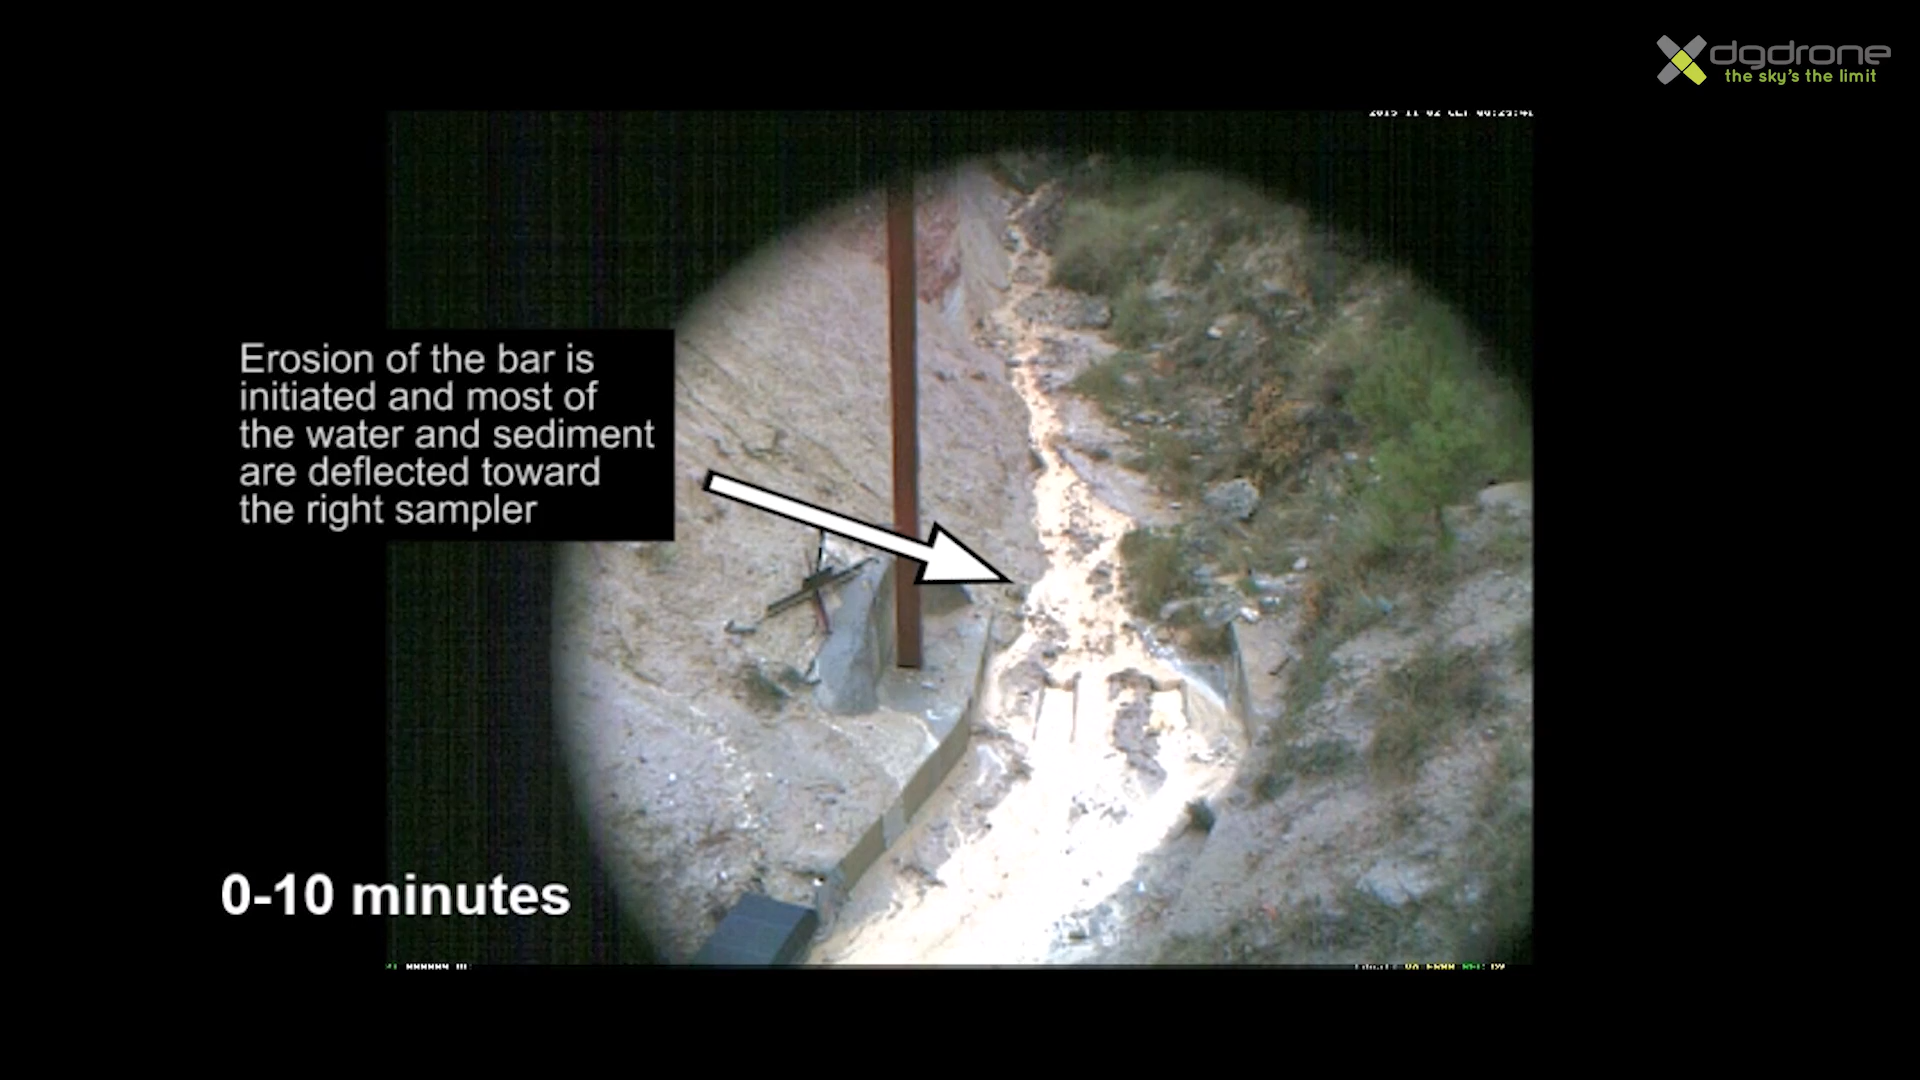 dgdrone
the sky's the limit
Erosion of the bar is
initiated and most of
the water and sediment
are deflected toward
the right sampler
0-10 minutes